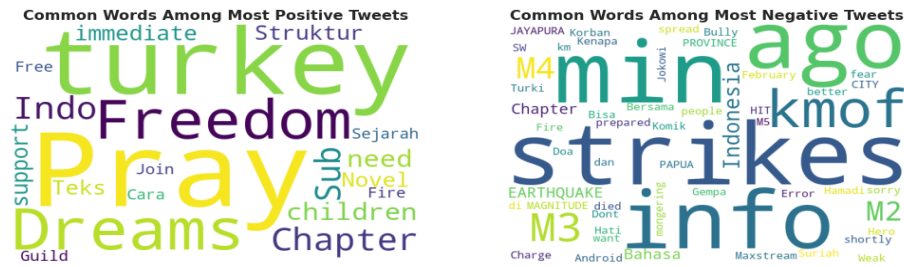 Common Words Among Most Positive Tweets
immediate Struktur
turkey
Free
Indo Freedom
Sejarah
support
Pray
Sub
need
Join
Teks
Cara
Novel
Fire
children
Dreams
Chapter
Guild
Common Words Among Most Negative Tweets
JAYAPURA Korban spread Bully
SW km Kenapa PROVINCE
min
ago
M4
Jokowi
Indonesia
February fear
CITY
Turki
better
kmof
Chapter
Bersama
Bisa
people
HIT
M5
Fire
prepared
Komik
strikes
Doa
dan
PAPUA
EARTHQUAKE
Gempa
Error
Hamadi
sorry
di MAGNITUDE died
info
mongering
M3
Dont
Hati
want
M2
Hero
shortly
Charge
Android
Bahasa
Maxstream
Suriah
Weak